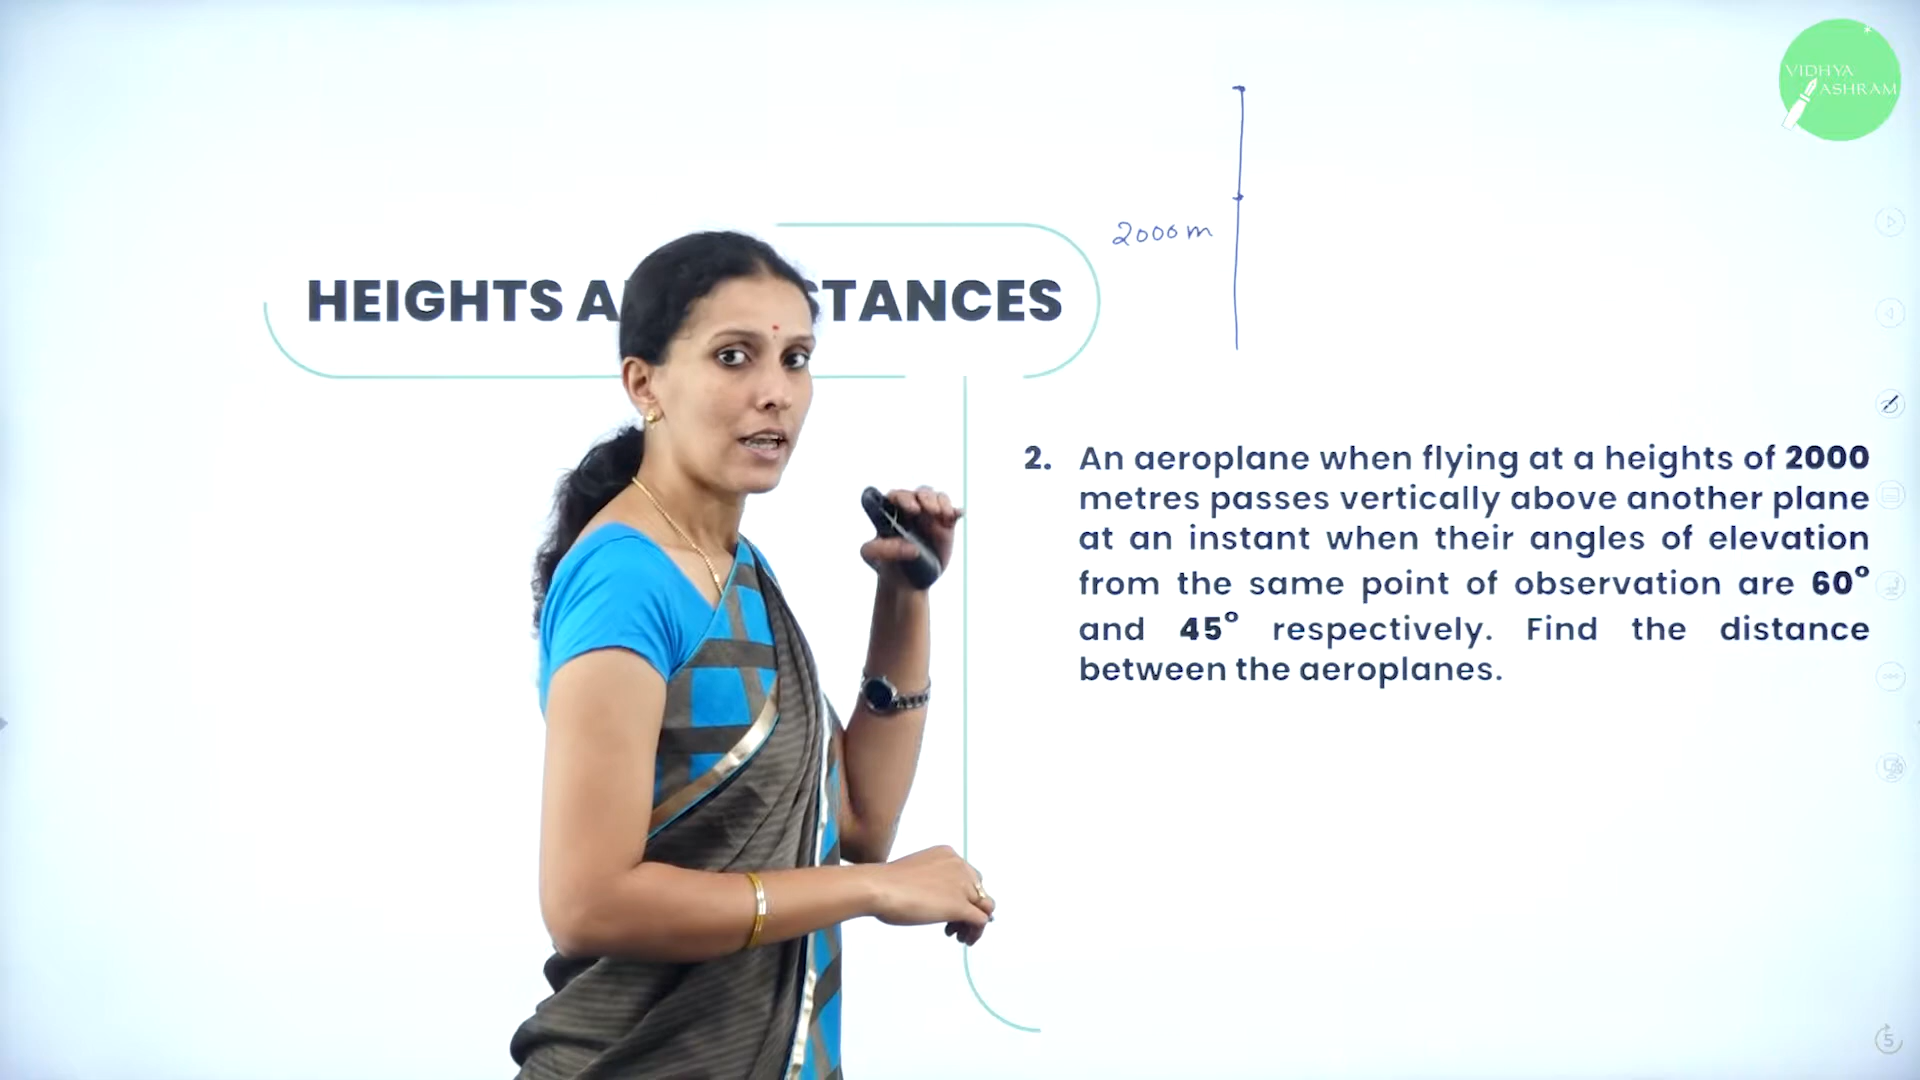 VIDHYA
ASHRAM
2000 m
HEIGHTS A TANCES
2. An aeroplane when flying at a heights of 2000
metres passes vertically above another plane
at an instant when their angles of elevation
from the same point of observation are 60°
and 45° respectively. Find the distance
between the aeroplanes.
5